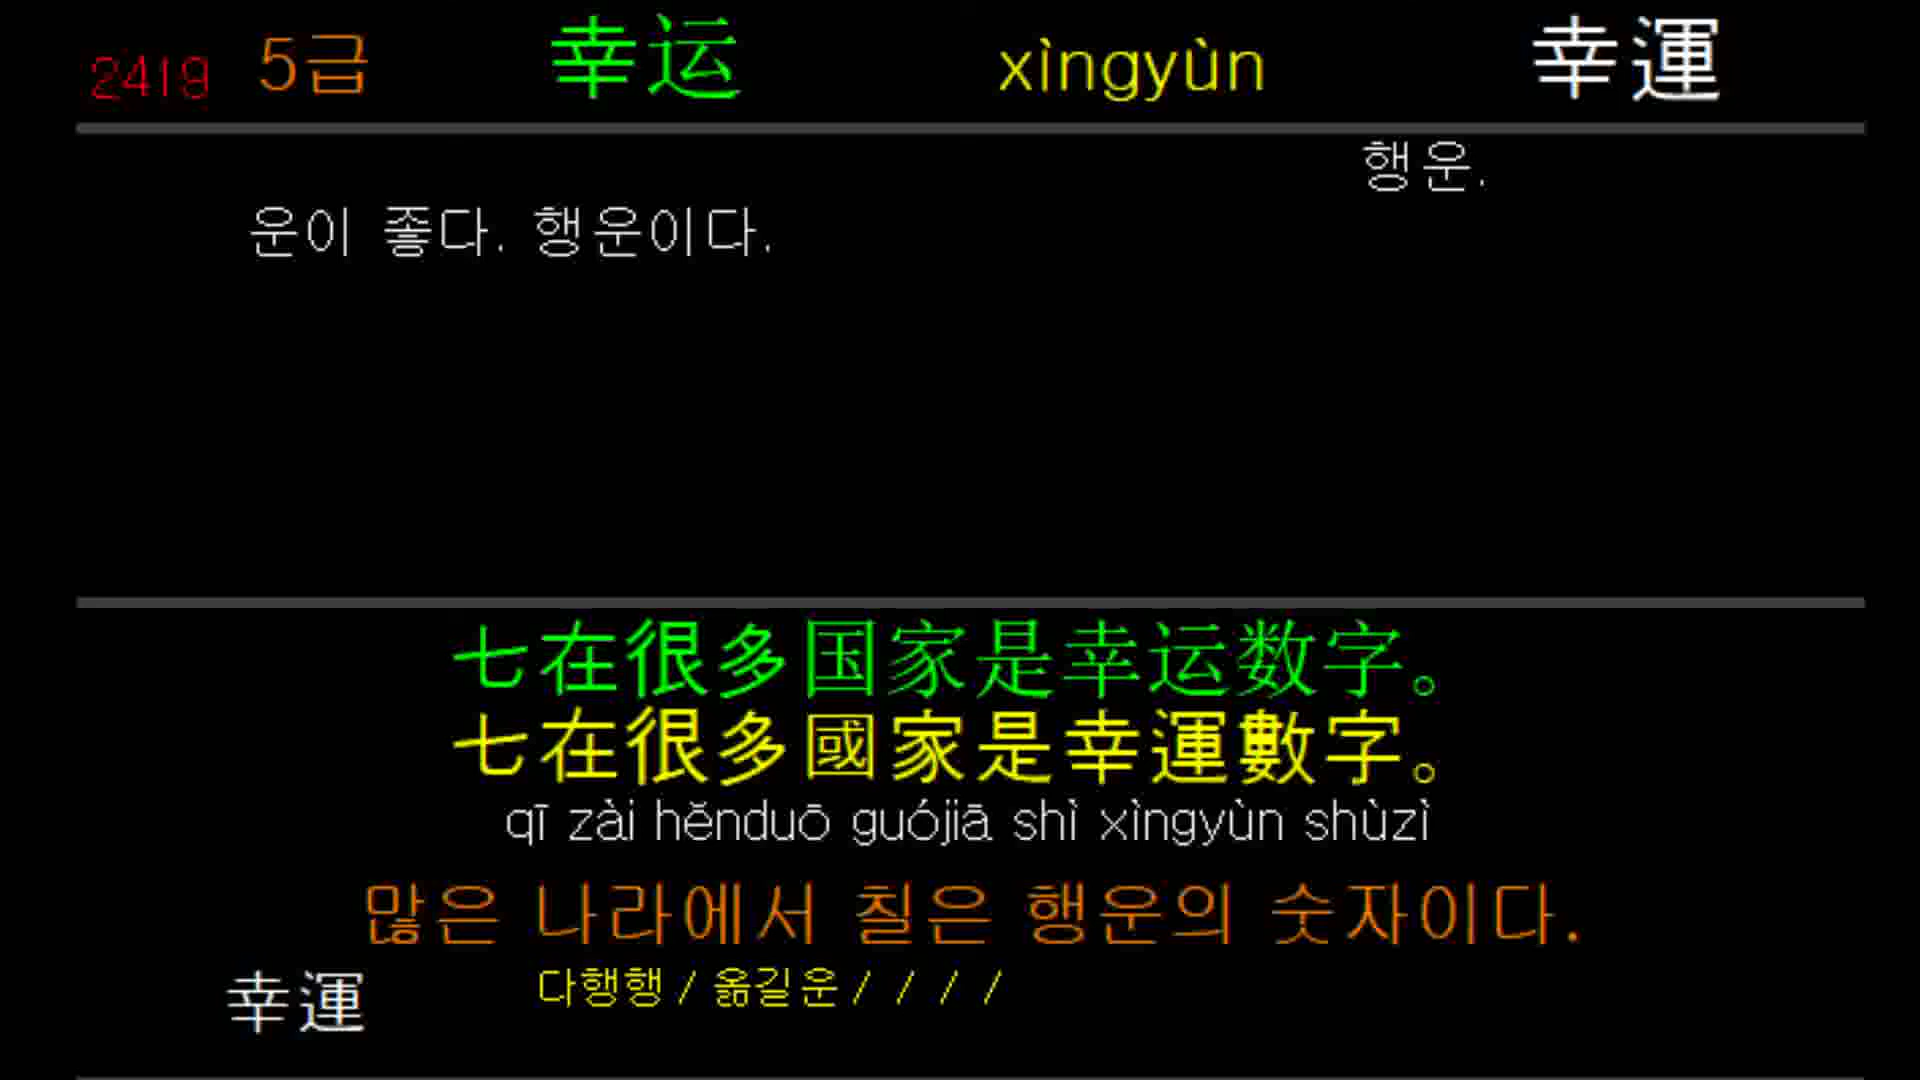 2419 5급 幸运 xìngyùn 幸運
행운.
운이 좋다. 행운이다.
七在很多国家是幸运数字。
七在很多國家是幸運數字。
qī zài hěnduō guójiā shì xìngyùn shùzì
많은 나라에서 칠은 행운의 숫자이다.
幸運 다행행 / 옮길운 / / / /